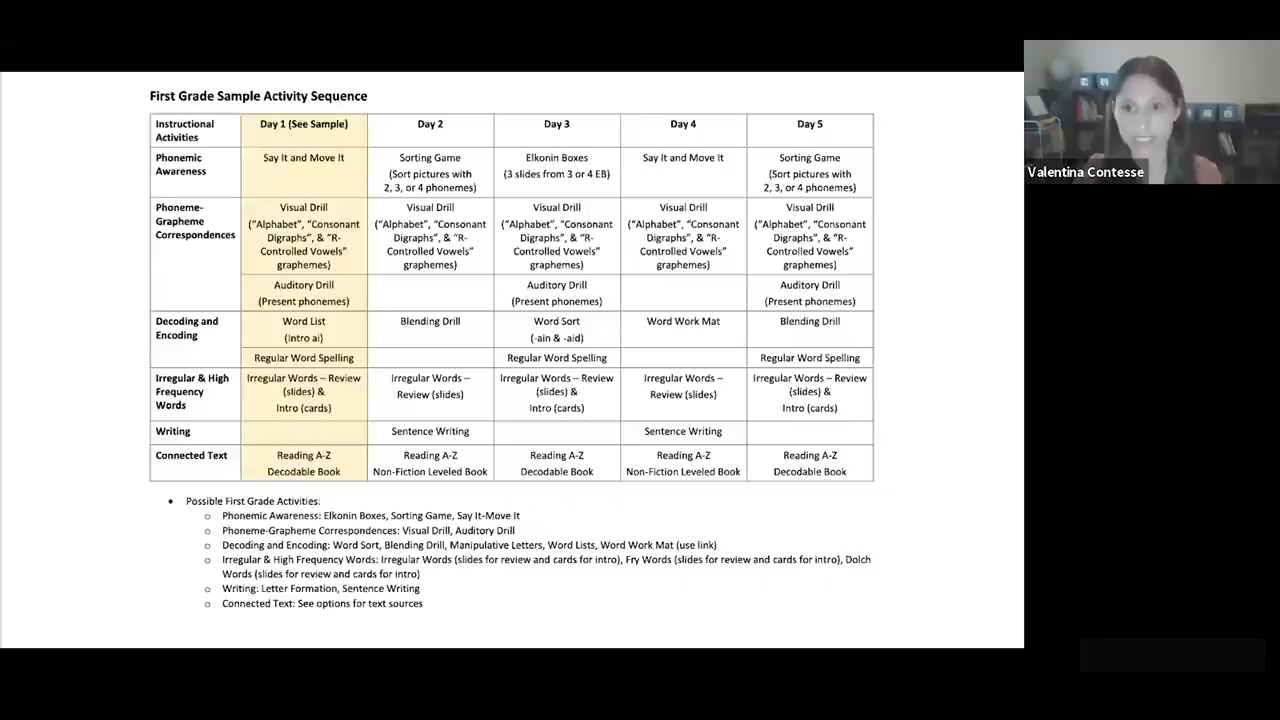 First Grade Sample Activity Sequence
Instructional Activities
Day 1 (See Sample)
Day 2
Day 3
Day 4
Day 5
Phonemic Awareness
Say It and Move It
Sorting Game
(Sort pictures with
2, 3, or 4 phonemes)
Elkonin Boxes
(3 slides from 3 or 4 EB)
Say It and Move It
Sorting Game
(Sort pictures with
2, 3, or 4 phonemes)
Phoneme-
Grapheme
Correspondences
Visual Drill
("Alphabet", "Consonant
Digraphs", & "R-
Controlled Vowels"
graphemes)
Visual Drill
("Alphabet", "Consonant
Digraphs", & "R-
Controlled Vowels"
graphemes)
Visual Drill
("Alphabet", "Consonant
Digraphs", & "R-
Controlled Vowels"
graphemes)
Visual Drill
("Alphabet", "Consonant
Digraphs", & "R-
Controlled Vowels"
graphemes)
Visual Drill
("Alphabet", "Consonant
Digraphs", & "R-
Controlled Vowels"
graphemes)
Auditory Drill
(Present phonemes)
Auditory Drill
(Present phonemes)
Auditory Drill
(Present phonemes)
Decoding and
Encoding
Word List
(Intro ai)
Blending Drill
Word Sort
(-ain & -aid)
Word Work Mat
Blending Drill
Regular Word Spelling
Regular Word Spelling
Regular Word Spelling
Irregular & High
Frequency
Words
Irregular Words – Review
(slides) &
Intro (cards)
Irregular Words –
Review (slides)
Irregular Words – Review
(slides) &
Intro (cards)
Irregular Words –
Review (slides)
Irregular Words – Review
(slides) &
Intro (cards)
Writing
Sentence Writing
Sentence Writing
Connected Text
Reading A-Z
Decodable Book
Reading A-Z
Non-Fiction Leveled Book
Reading A-Z
Decodable Book
Reading A-Z
Non-Fiction Leveled Book
Reading A-Z
Decodable Book
• Possible First Grade Activities:
o Phonemic Awareness: Elkonin Boxes, Sorting Game, Say It-Move It
o Phoneme-Grapheme Correspondences: Visual Drill, Auditory Drill
o Decoding and Encoding: Word Sort, Blending Drill, Manipulative Letters, Word Lists, Word Work Mat (use link)
o Irregular & High Frequency Words: Irregular Words (slides for review and cards for intro), Fry Words (slides for review and cards for intro), Dolch
Words (slides for review and cards for intro)
o Writing: Letter Formation, Sentence Writing
o Connected Text: See options for text sources
Valentina Contesse